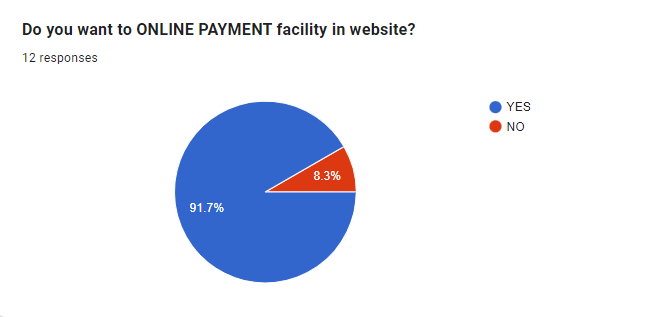 Do you want to ONLINE PAYMENT facility in website?
12 responses
YES
NO
8.3%
91.7%